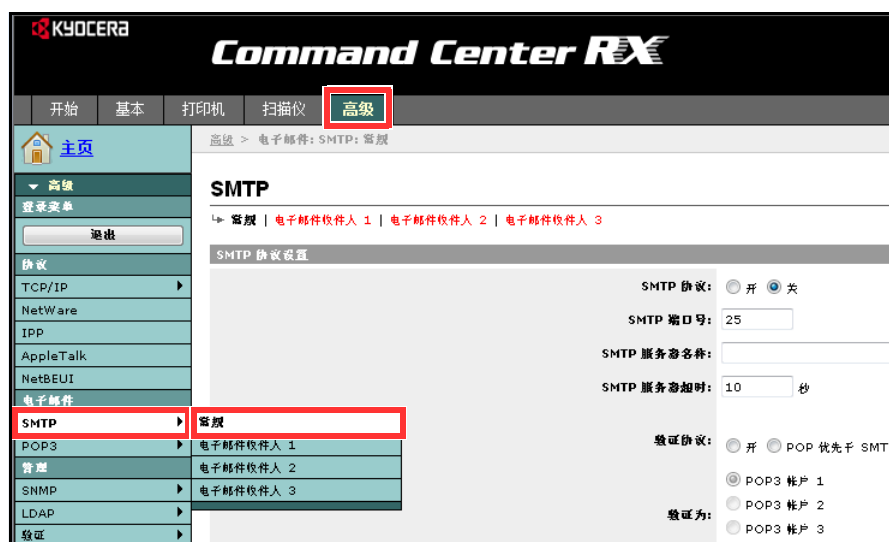 KYOCERA
Command Center RX
开始 基本 打印机 扫描仪 高级
主页
高级 > 电子邮件: SMTP: 常规
高级
登录菜单
退出
协议
TCP/IP
NetWare
IPP
AppleTalk
NetBEUI
电子邮件
SMTP
POP3
管理
SNMP
LDAP
验证
常规
电子邮件收件人 1
电子邮件收件人 2
电子邮件收件人 3
SMTP
常规 | 电子邮件收件人 1 | 电子邮件收件人 2 | 电子邮件收件人 3
SMTP 协议设置
SMTP 协议: 开 关
SMTP 端口号: 25
SMTP 服务器名称:
SMTP 服务器超时: 10 秒
验证协议: 开 POP 优先于 SMT
验证为: POP3 帐户 1
POP3 帐户 2
POP3 帐户 3